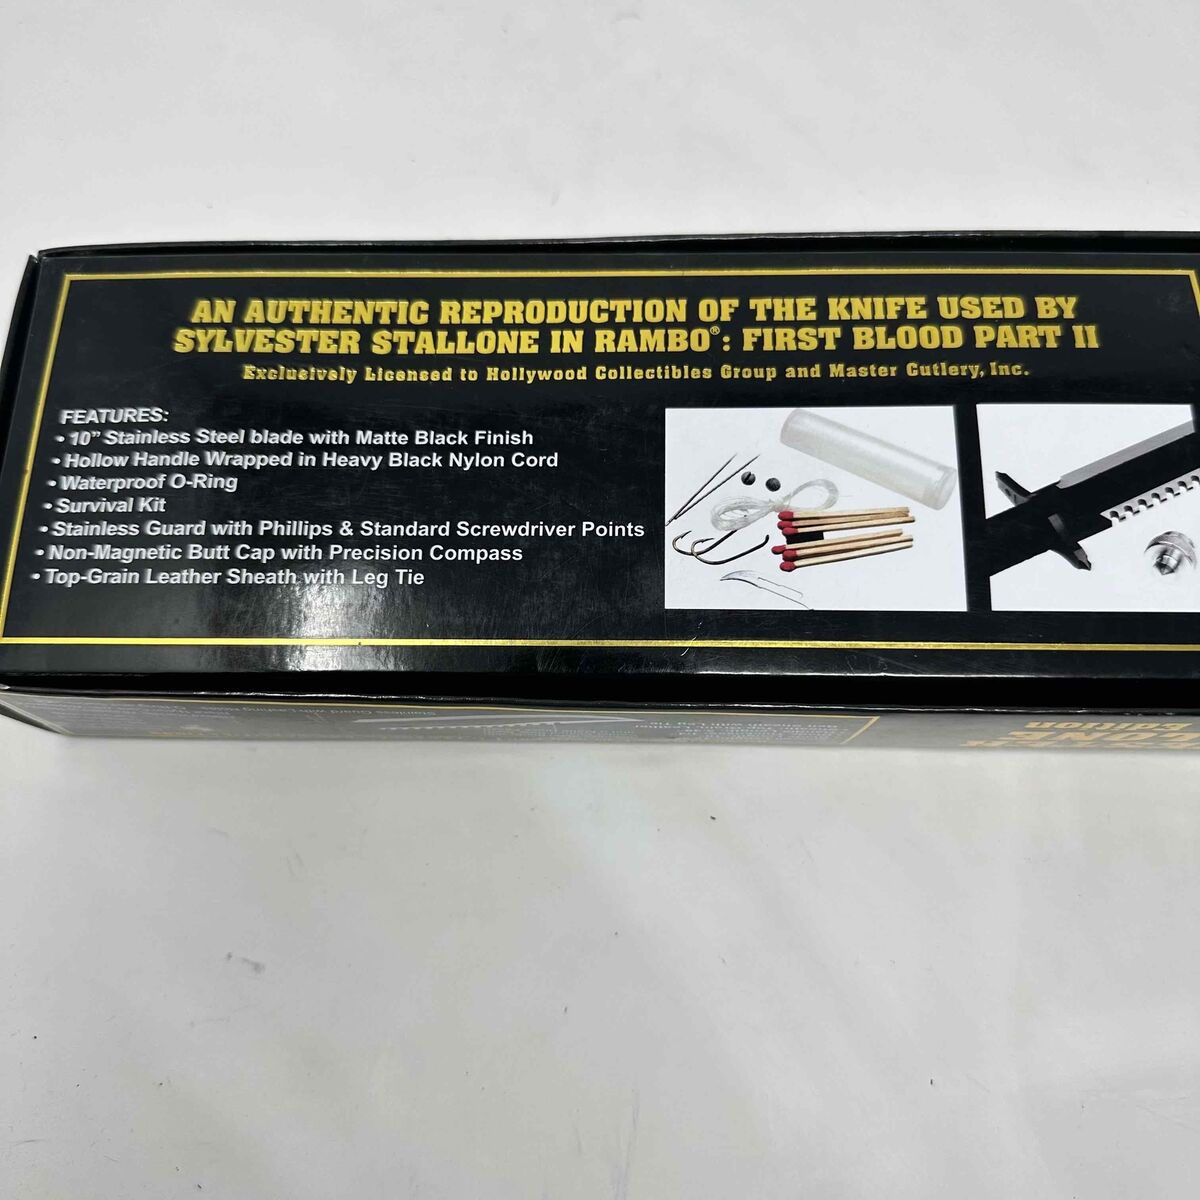 AN AUTHENTIC REPRODUCTION OF THE KNIFE USED BY
SYLVESTER STALLONE IN RAMBO®: FIRST BLOOD PART II
Exclusively Licensed to Hollywood Collectibles Group and Master Cutlery, Inc.
FEATURES:
• 10" Stainless Steel blade with Matte Black Finish
• Hollow Handle Wrapped in Heavy Black Nylon Cord
• Waterproof O-Ring
• Survival Kit
• Stainless Guard with Phillips & Standard Screwdriver Points
• Non-Magnetic Butt Cap with Precision Compass
• Top-Grain Leather Sheath with Leg Tie
Edition